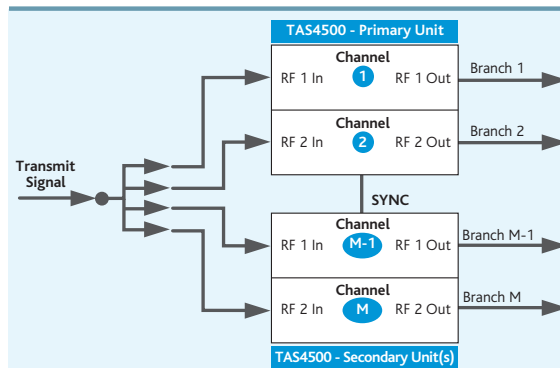 TAS4500 - Primary Unit
Channel
RF 1 In 1 RF 1 Out
Branch 1
Channel
RF 2 In 2 RF 2 Out
Branch 2
Transmit
Signal
SYNC
Channel
RF 1 In M-1 RF 1 Out
Branch M-1
Channel
RF 2 In M RF 2 Out
Branch M
TAS4500 - Secondary Unit(s)